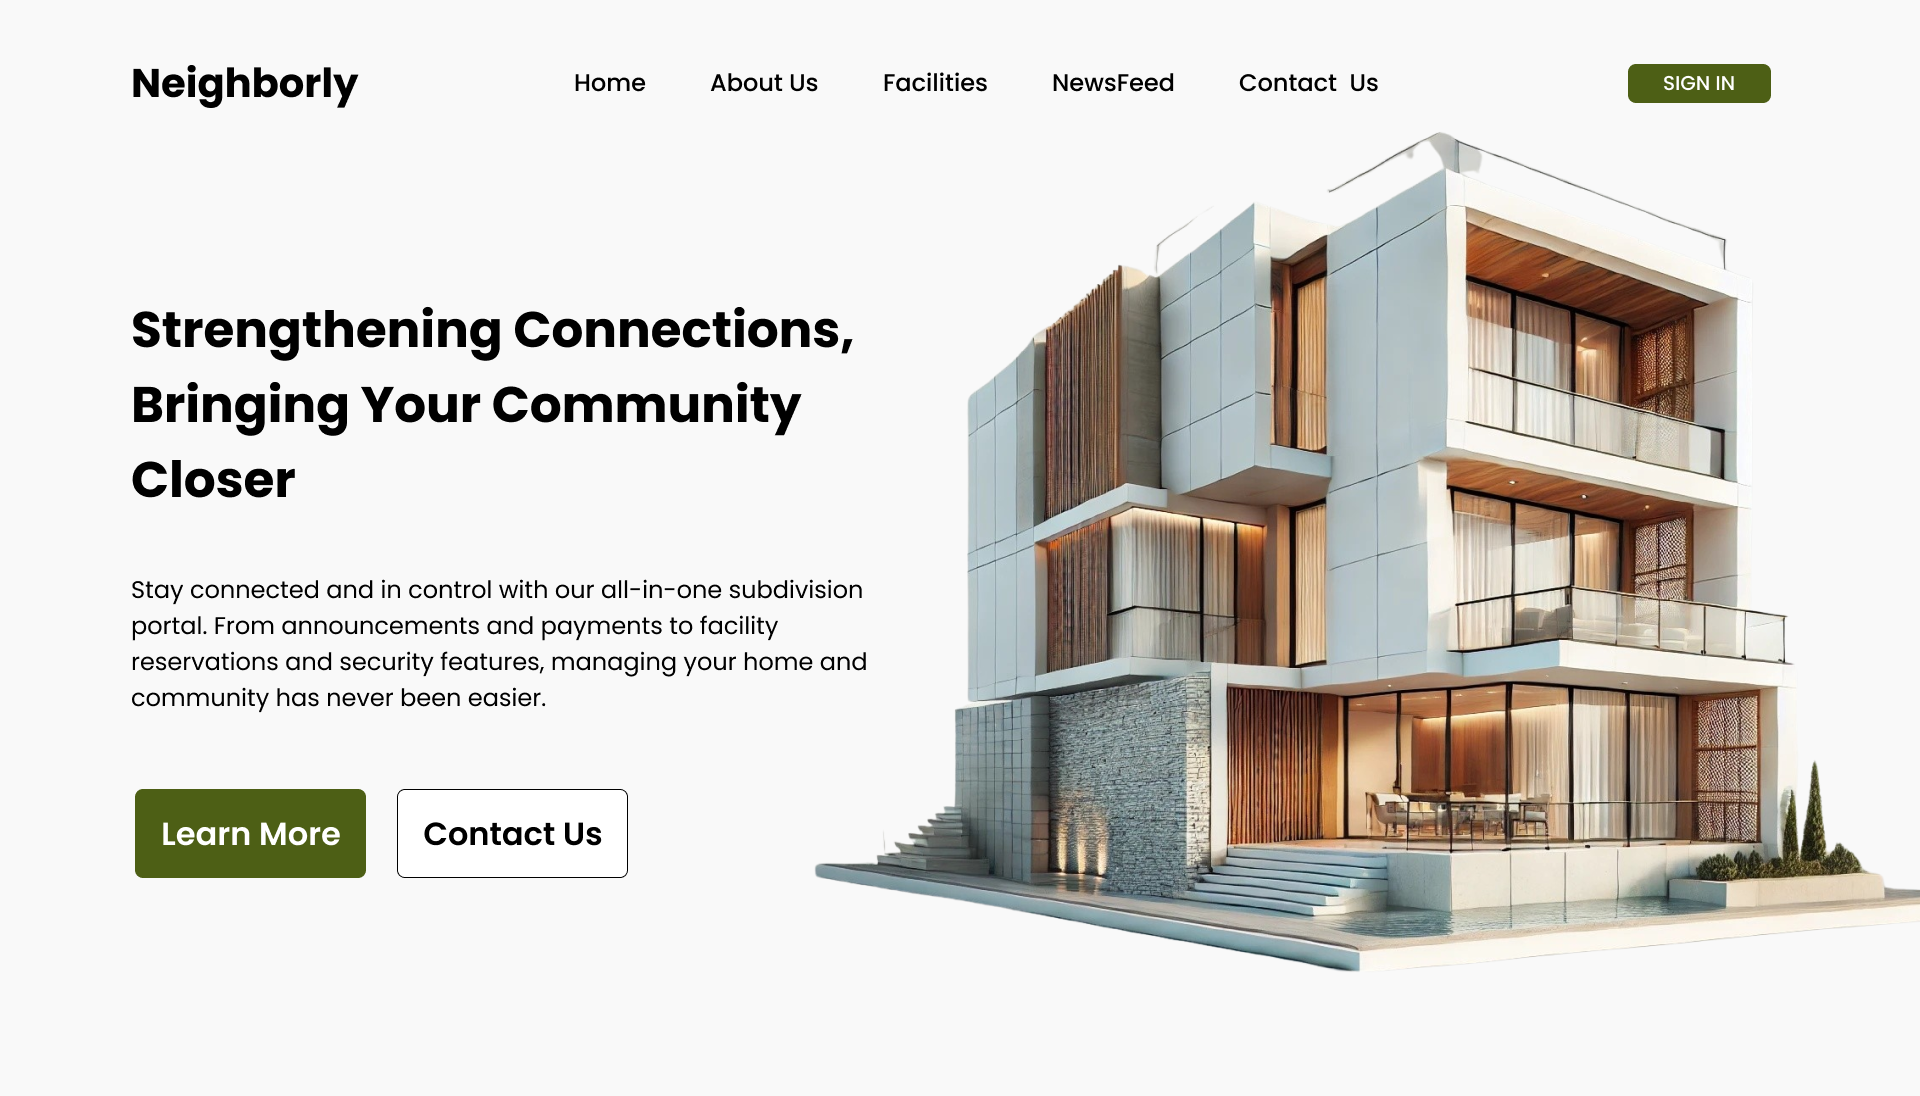 Neighborly
Home
About Us
Facilities
NewsFeed
Contact  Us
SIGN IN
Strengthening Connections,
Bringing Your Community
Closer
Stay connected and in control with our all-in-one subdivision
portal. From announcements and payments to facility
reservations and security features, managing your home and
community has never been easier.
Learn More
Contact Us